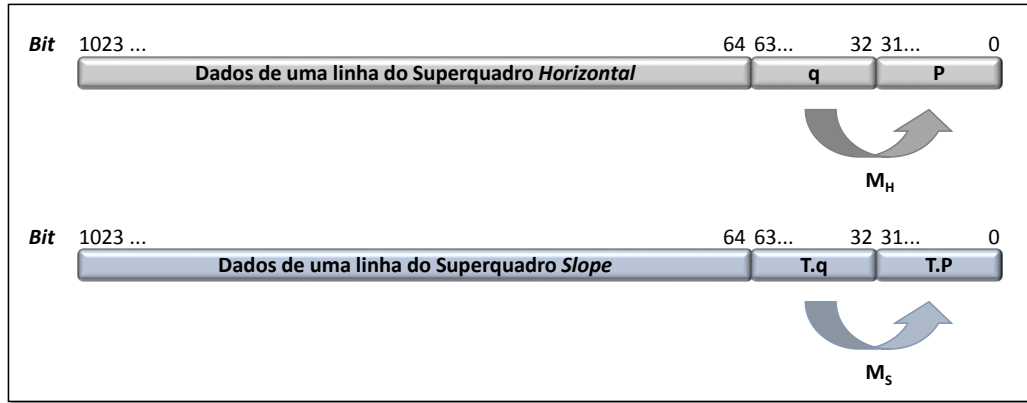 Bit 1023 ... 64 63... 32 31... 0
Dados de uma linha do Superquadro Horizontal q P
MH
Bit 1023 ... 64 63... 32 31... 0
Dados de uma linha do Superquadro Slope T.q T.P
MS